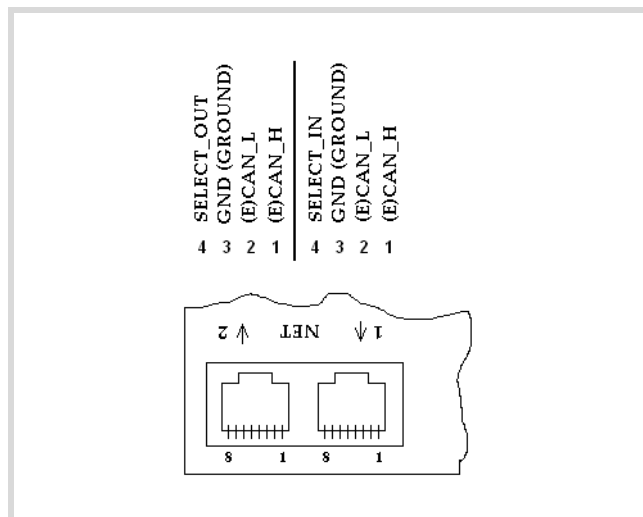 SELECT_OUT
GND (GROUND)
(E)CAN_L
(E)CAN_H
SELECT_IN
GND (GROUND)
(E)CAN_L
(E)CAN_H
4 3 2 1 4 3 2 1
2 NET 1
8 1 8 1